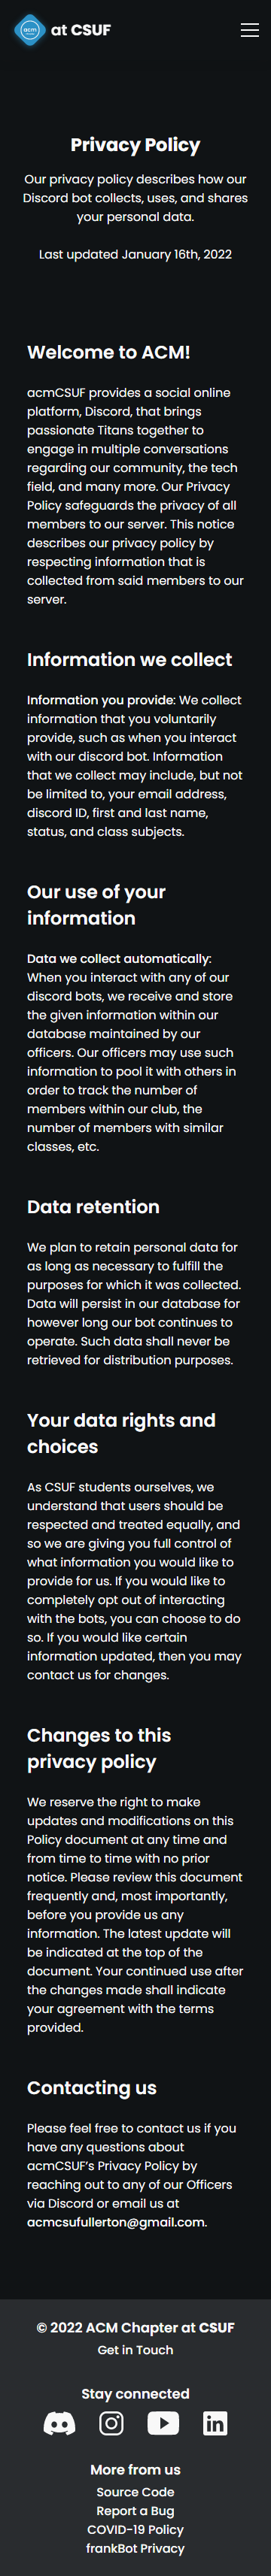 acm
at CSUF
Privacy Policy
Our privacy policy describes how our
Discord bot collects, uses, and shares
your personal data.
Last updated January 16th, 2022
Welcome to ACM!
acmCSUF provides a social online
platform, Discord, that brings
passionate Titans together to
engage in multiple conversations
regarding our community, the tech
field, and many more. Our Privacy
Policy safeguards the privacy of all
members to our server. This notice
describes our privacy policy by
respecting information that is
collected from said members to our
server.
Information we collect
Information you provide: We collect
information that you voluntarily
provide, such as when you interact
with our discord bot. Information
that we collect may include, but not
be limited to, your email address,
discord ID, first and last name,
status, and class subjects.
Our use of your
information
Data we collect automatically:
When you interact with any of our
discord bots, we receive and store
the given information within our
database maintained by our
officers. Our officers may use such
information to pool it with others in
order to track the number of
members within our club, the
number of members with similar
classes, etc.
Data retention
We plan to retain personal data for
as long as necessary to fulfill the
purposes for which it was collected.
Data will persist in our database for
however long our bot continues to
operate. Such data shall never be
retrieved for distribution purposes.
Your data rights and
choices
As CSUF students ourselves, we
understand that users should be
respected and treated equally, and
so we are giving you full control of
what information you would like to
provide for us. If you would like to
completely opt out of interacting
with the bots, you can choose to do
so. If you would like certain
information updated, then you may
contact us for changes.
Changes to this
privacy policy
We reserve the right to make
updates and modifications on this
Policy document at any time and
from time to time with no prior
notice. Please review this document
frequently and, most importantly,
before you provide us any
information. The latest update will
be indicated at the top of the
document. Your continued use after
the changes made shall indicate
your agreement with the terms
provided.
Contacting us
Please feel free to contact us if you
have any questions about
acmCSUF's Privacy Policy by
reaching out to any of our Officers
via Discord or email us at
acmcsufullerton@gmail.com.
© 2022 ACM Chapter at CSUF
Get in Touch
Stay connected
More from us
Source Code
Report a Bug
COVID-19 Policy
frankBot Privacy